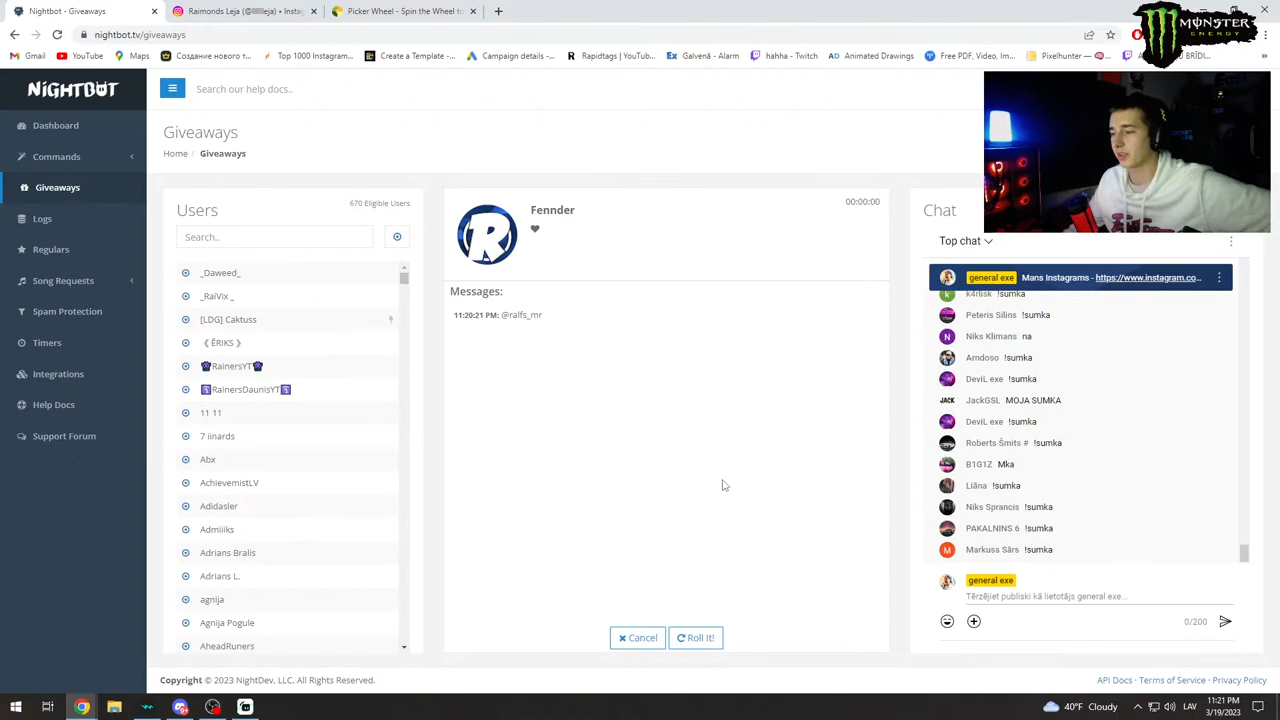 Nightbot - Giveaways
Raimonds Leja
Instag
Picker Wheel - Spin the Wheel to
MONSTER
ENERGY
nightbot.tv/giveaways
Gmail
YouTube
Maps
Создание нового т...
Top 1000 Instagram...
Create a Template -...
Campaign details -...
Rapidtags | YouTub...
Galvenā - Alarm
hahha - Twitch
Animated Drawings
Free PDF, Video, Im...
Pixelhunter —
NIGHTBOT
Search our help docs..
Dashboard
Commands
Giveaways
Logs
Regulars
Song Requests
Spam Protection
Timers
Integrations
Help Docs
Support Forum
Giveaways
Home / Giveaways
Users
670 Eligible Users
Search..
_Daweed_
_RalVix _
[LDG] Caktuss
《 ĒRIKS 》
RainersYT
RainersDaunisYT
11 11
7 iinards
Abx
AchievemistLV
Adidasler
Admiiiks
Adrians Bralis
Adrians L.
agnija
Agnija Pogule
AheadRuners
R
Fennder
00:00:00
Messages:
11:20:21 PM: @ralfs_mr
Cancel
Roll It!
Chat
Top chat
general exe Mans Instagrams - https://www.instagram.co...
k4rlisk !sumka
Peteris Silins !sumka
Niks Klimans na
Arndoso !sumka
DeviL exe !sumka
JackGSL MOJA SUMKA
DeviL exe !sumka
Roberts Šmits # !sumka
B1G1Z Mka
Liāna !sumka
Niks Sprancis !sumka
PAKALNINS 6 !sumka
Markuss Sārs !sumka
general exe
Tērzējiet publiski kā lietotājs general exe...
0/200
Copyright © 2023 NightDev, LLC. All Rights Reserved.
API Docs - Terms of Service - Privacy Policy
40°F Cloudy
LAV
11:21 PM
3/19/2023